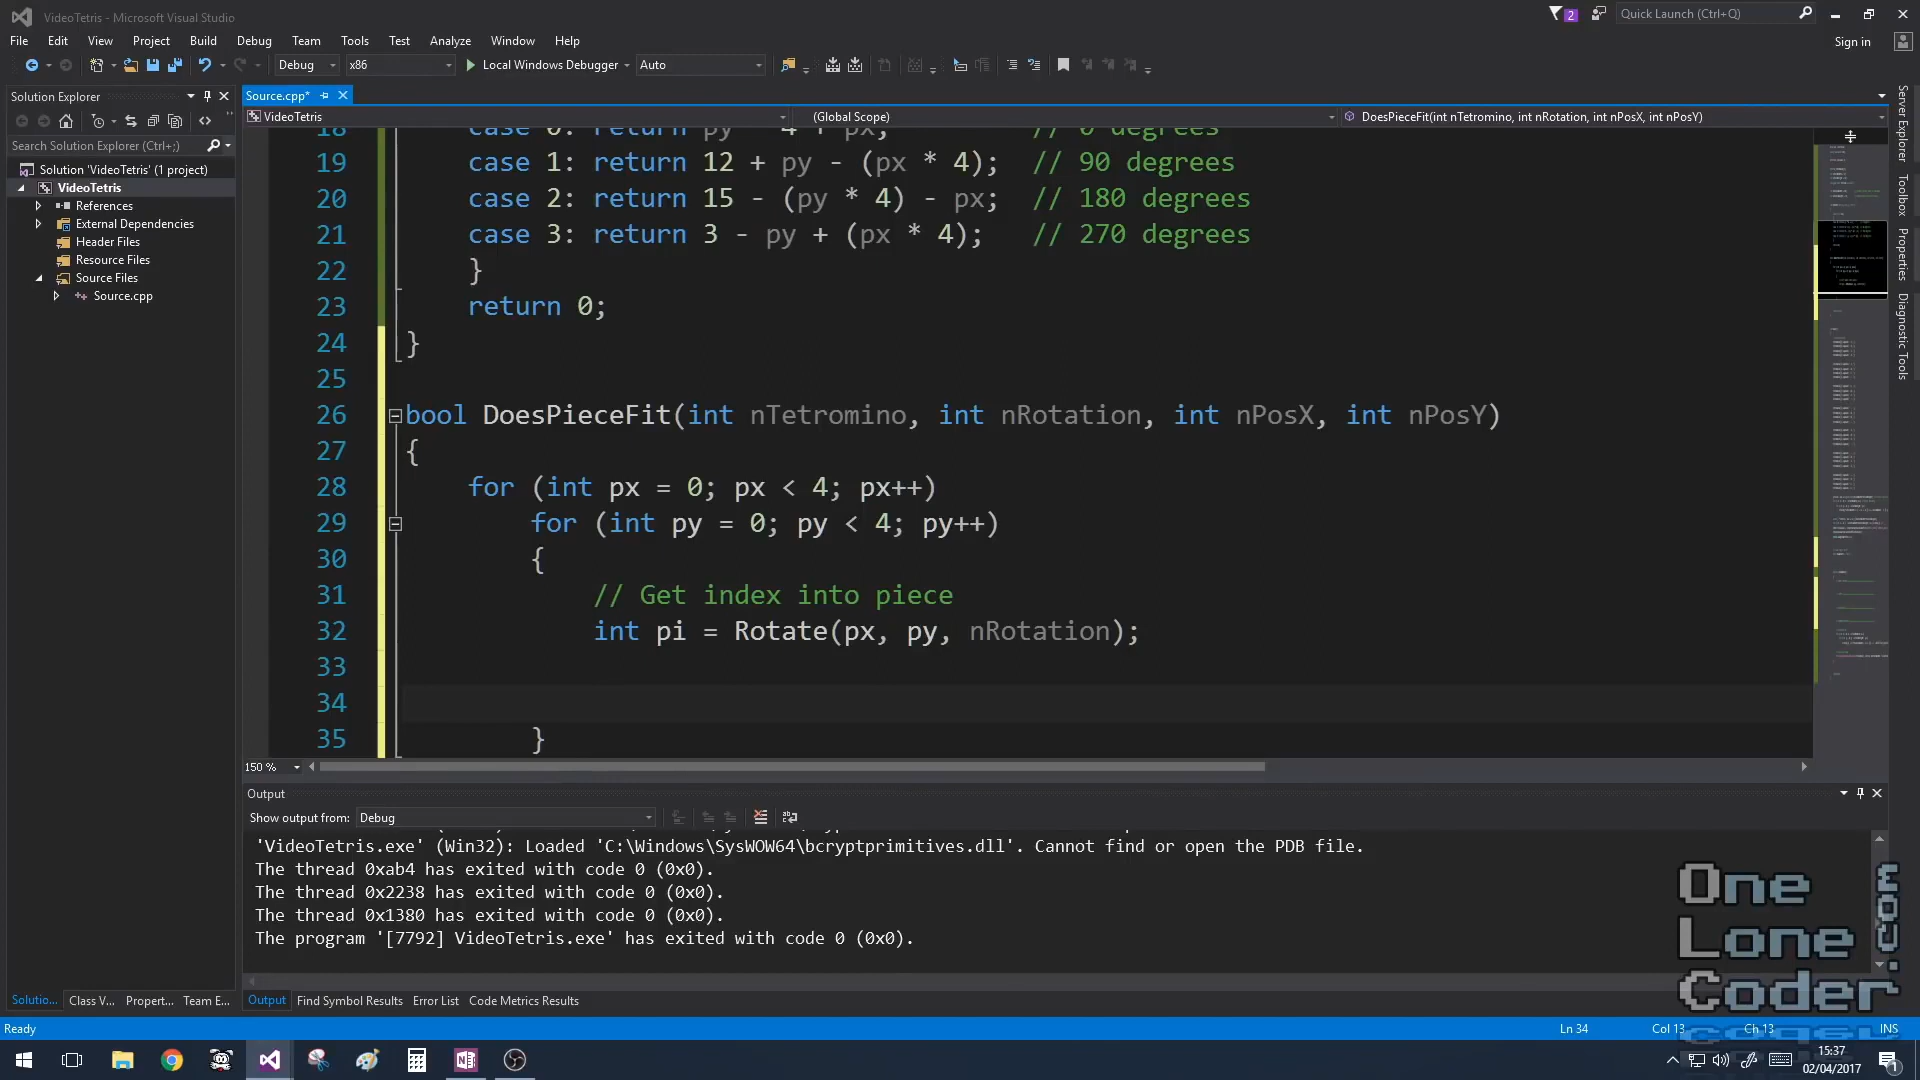 VideoTetris - Microsoft Visual Studio
2
Quick Launch (Ctrl+Q)
File Edit View Project Build Debug Team Tools Test Analyze Window Help
Sign in
Debug x86 Local Windows Debugger Auto
Solution Explorer
Search Solution Explorer (Ctrl+;)
Solution 'VideoTetris' (1 project)
VideoTetris
References
External Dependencies
Header Files
Resource Files
Source Files
Source.cpp
Source.cpp*
VideoTetris (Global Scope) DoesPieceFit(int nTetromino, int nRotation, int nPosX, int nPosY)
18 case 0: return py * 4 + px; // 0 degrees
19 case 1: return 12 + py - (px * 4); // 90 degrees
20 case 2: return 15 - (py * 4) - px; // 180 degrees
21 case 3: return 3 - py + (px * 4); // 270 degrees
22 }
23 return 0;
24 }
25
26 bool DoesPieceFit(int nTetromino, int nRotation, int nPosX, int nPosY)
27 {
28 for (int px = 0; px < 4; px++)
29 for (int py = 0; py < 4; py++)
30 {
31 // Get index into piece
32 int pi = Rotate(px, py, nRotation);
33
34
35 }
150 %
Server Explorer
Toolbox
Properties
Diagnostic Tools
Output
Show output from: Debug
'VideoTetris.exe' (Win32): Loaded 'C:\Windows\SysWOW64\bcryptprimitives.dll'. Cannot find or open the PDB file.
The thread 0xab4 has exited with code 0 (0x0).
The thread 0x2238 has exited with code 0 (0x0).
The thread 0x1380 has exited with code 0 (0x0).
The program '[7792] VideoTetris.exe' has exited with code 0 (0x0).
One
Lone
Coder
.com
Solutio... Class V... Propert... Team E...
Output Find Symbol Results Error List Code Metrics Results
Ready Ln 34 Col 13 Ch 13 INS
15:37
02/04/2017
1